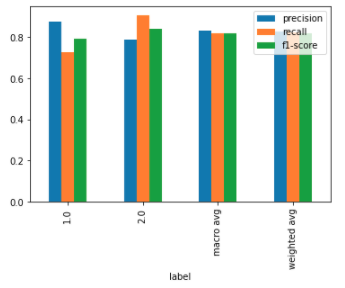 precision
recall
f1-score
0.8
0.6
0.4
0.2
0.0
1.0
2.0
macro avg
weighted avg
label